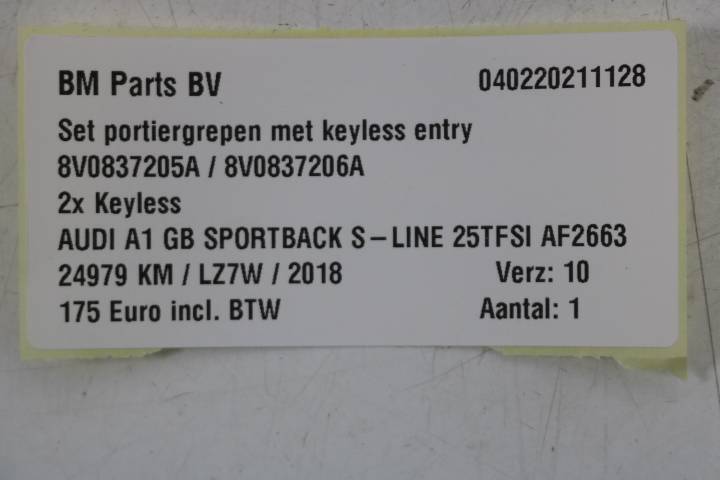 BM Parts BV 040220211128
Set portiergrepen met keyless entry
8V0837205A / 8V0837206A
2x Keyless
AUDI A1 GB SPORTBACK S-LINE 25TFSI AF2663
24979 KM / LZ7W / 2018 Verz: 10
175 Euro incl. BTW Aantal: 1